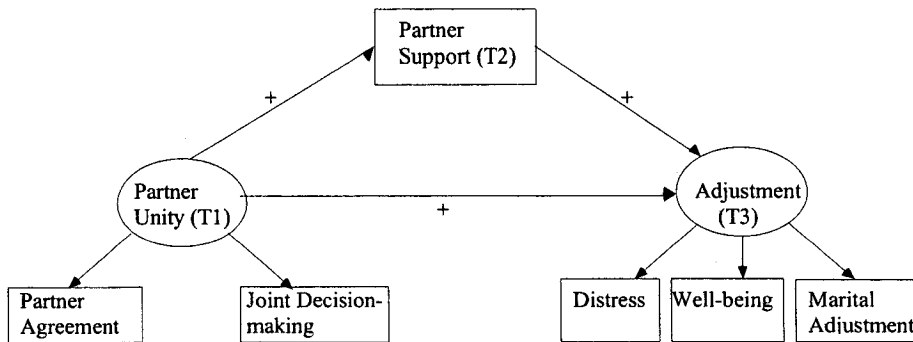 Partner
Support (T2)
+
+
Partner
Unity (T1)
Adjustment
(T3)
+
Partner
Agreement
Joint Decision-
making
Distress
Well-being
Marital
Adjustment